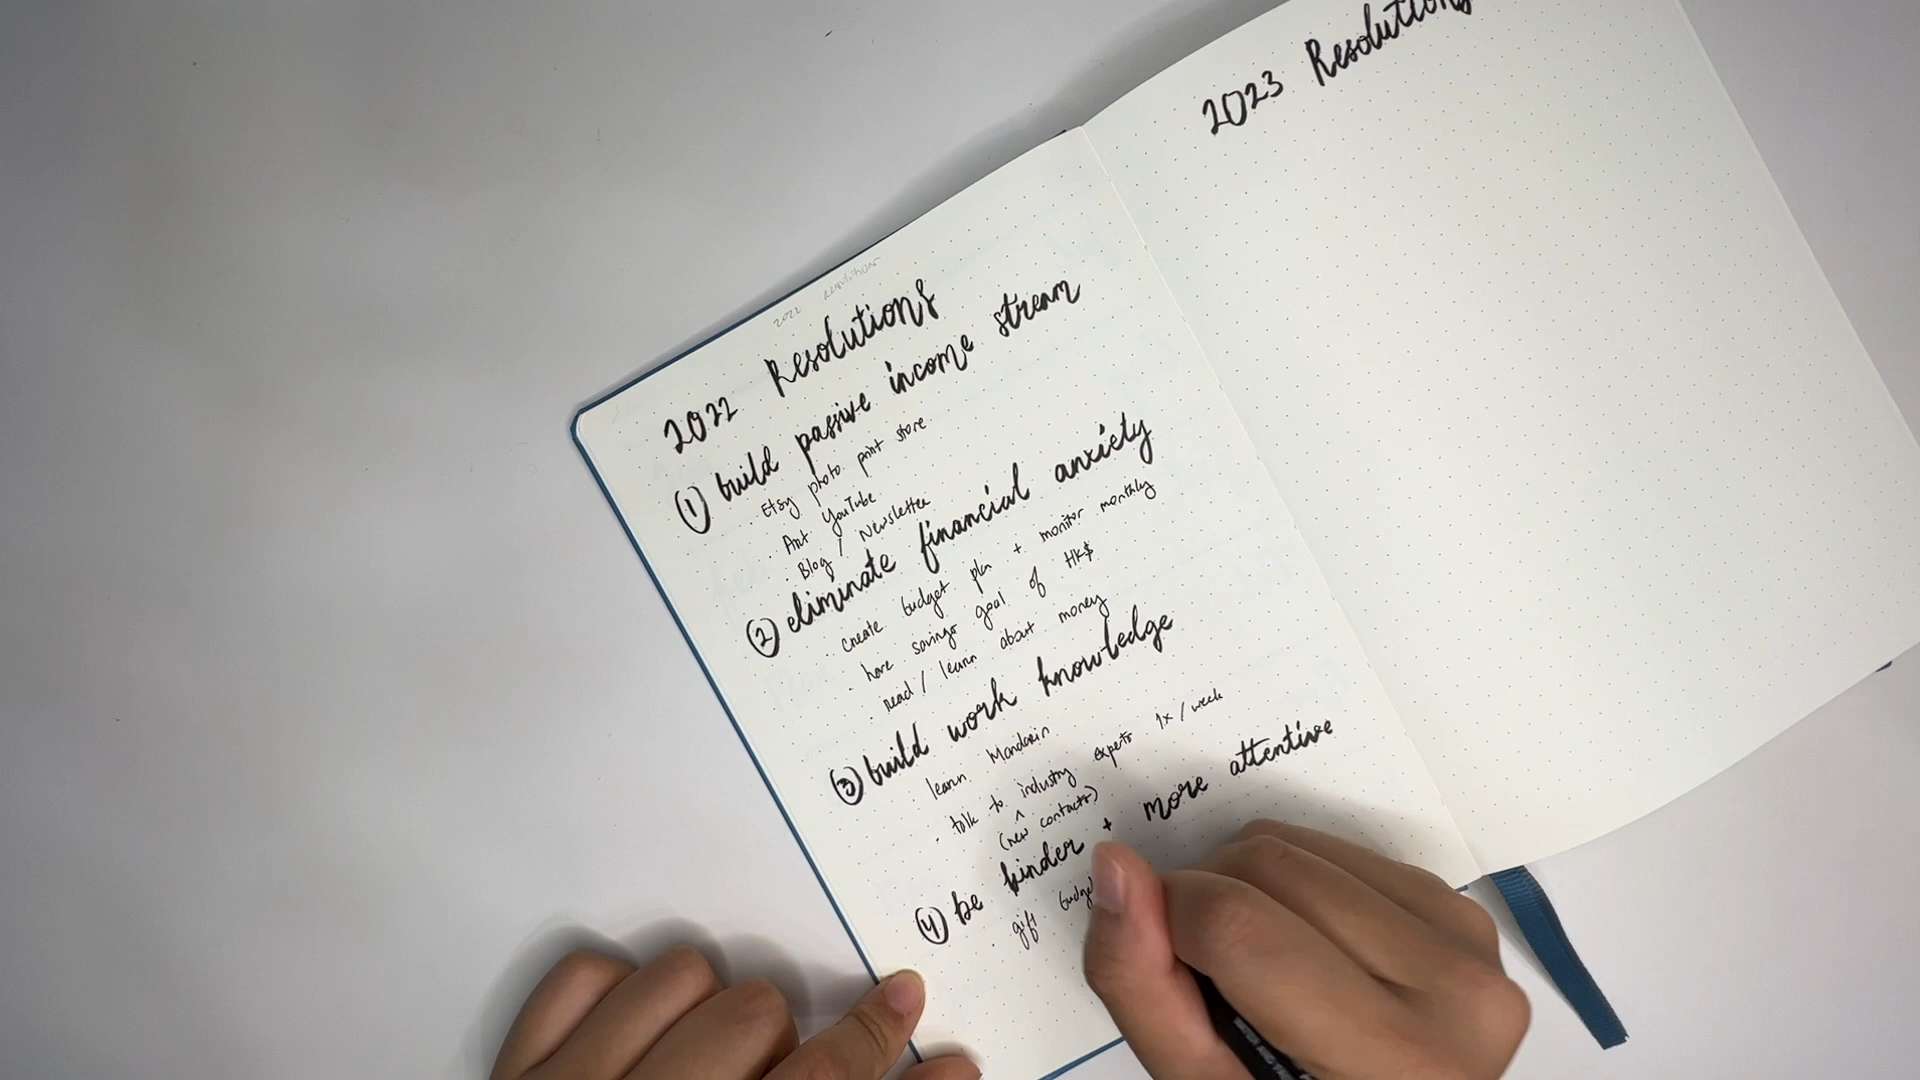 2022 resolutions
2022 Resolutions
① build passive income stream
. Etsy photo print store
. Art YouTube
. Blog / Newsletter
② eliminate financial anxiety
. create budget plan + monitor monthly
. have savings goal of HK$
. read / learn about money
③ build work knowledge
. learn Mandarin
. talk to industry experts 1x / week
^ (new contacts)
④ be kinder + more attentive
. gift budget
2023 Resolutions